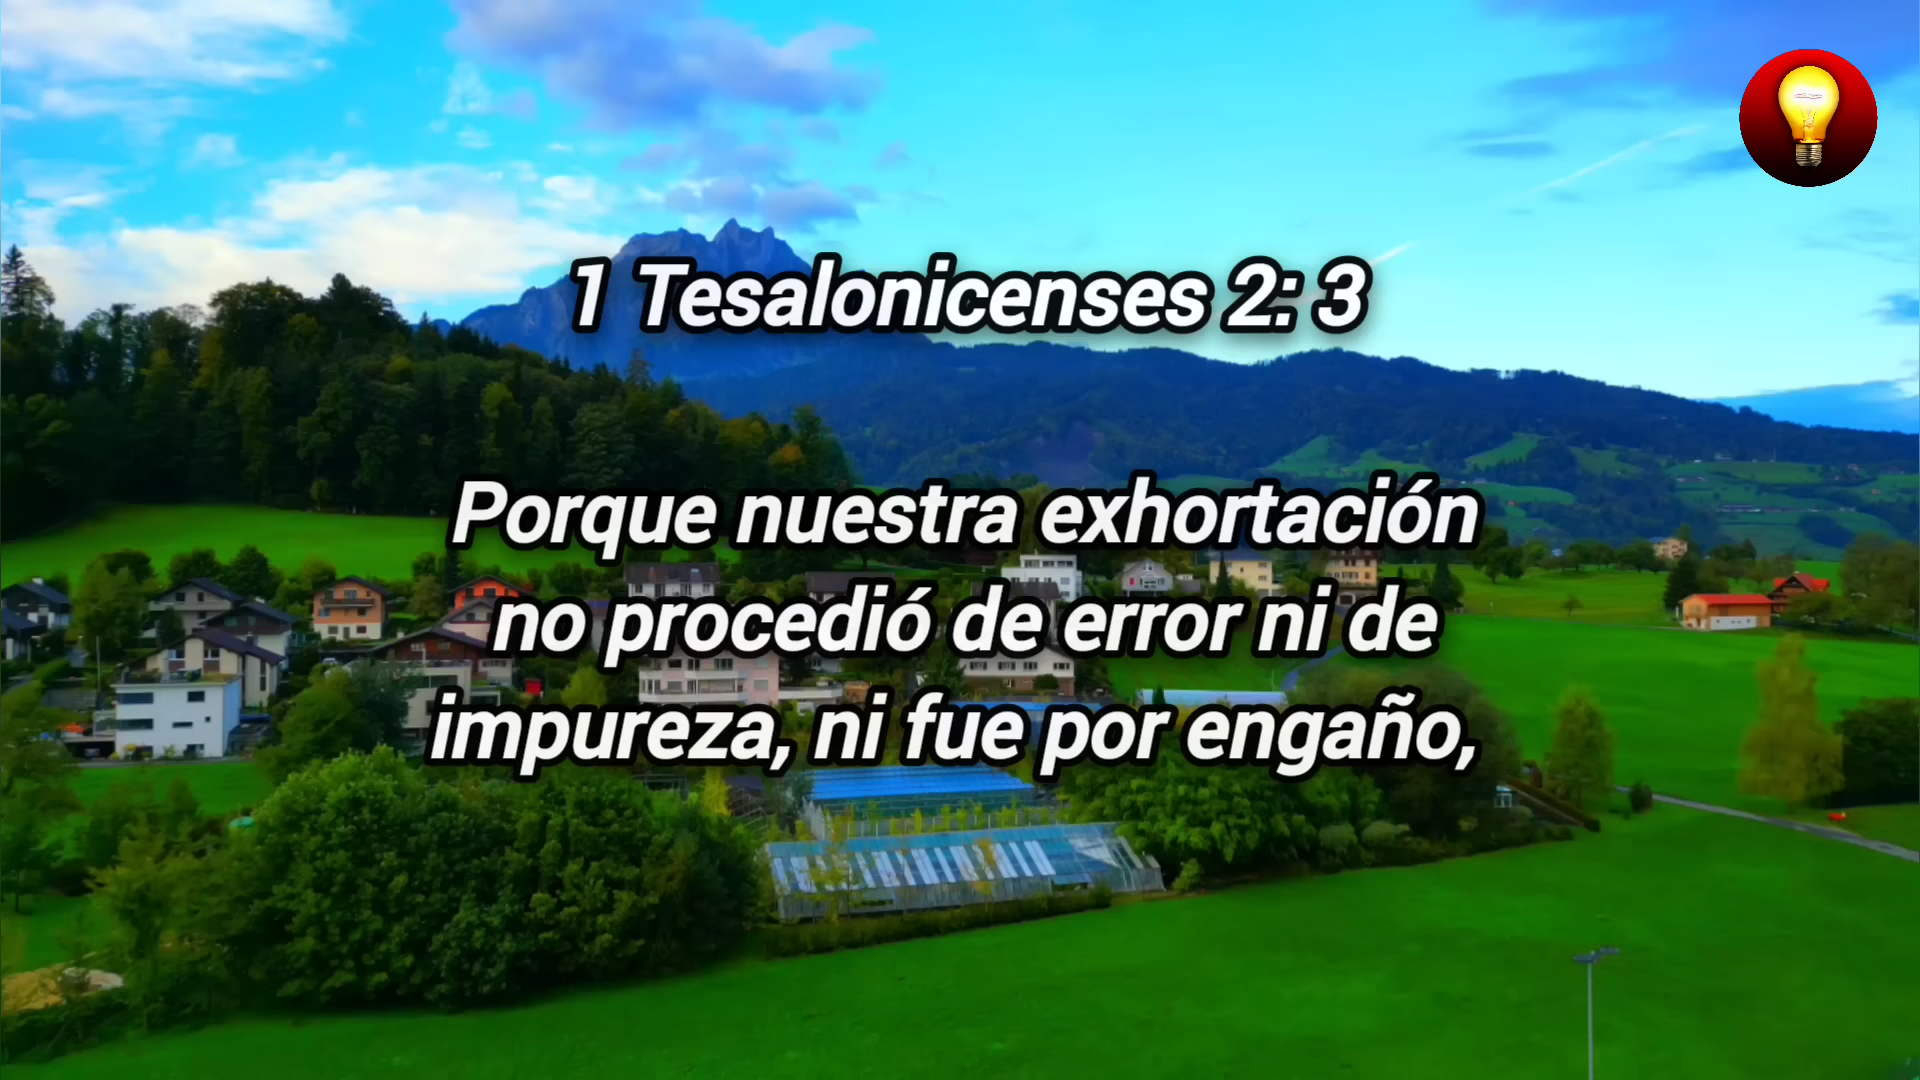 1 Tesalonicenses 2: 3
Porque nuestra exhortación
no procedió de error ni de
impureza, ni fue por engaño,